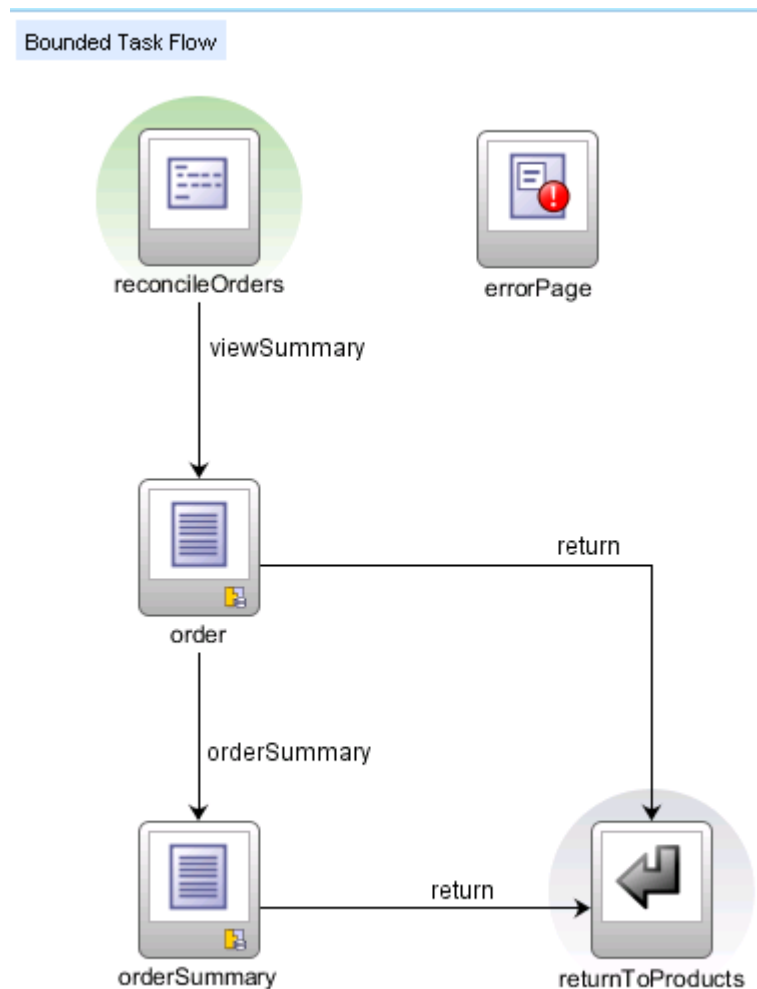 Bounded Task Flow
reconcileOrders
errorPage
viewSummary
return
order
orderSummary
return
orderSummary
returnToProducts